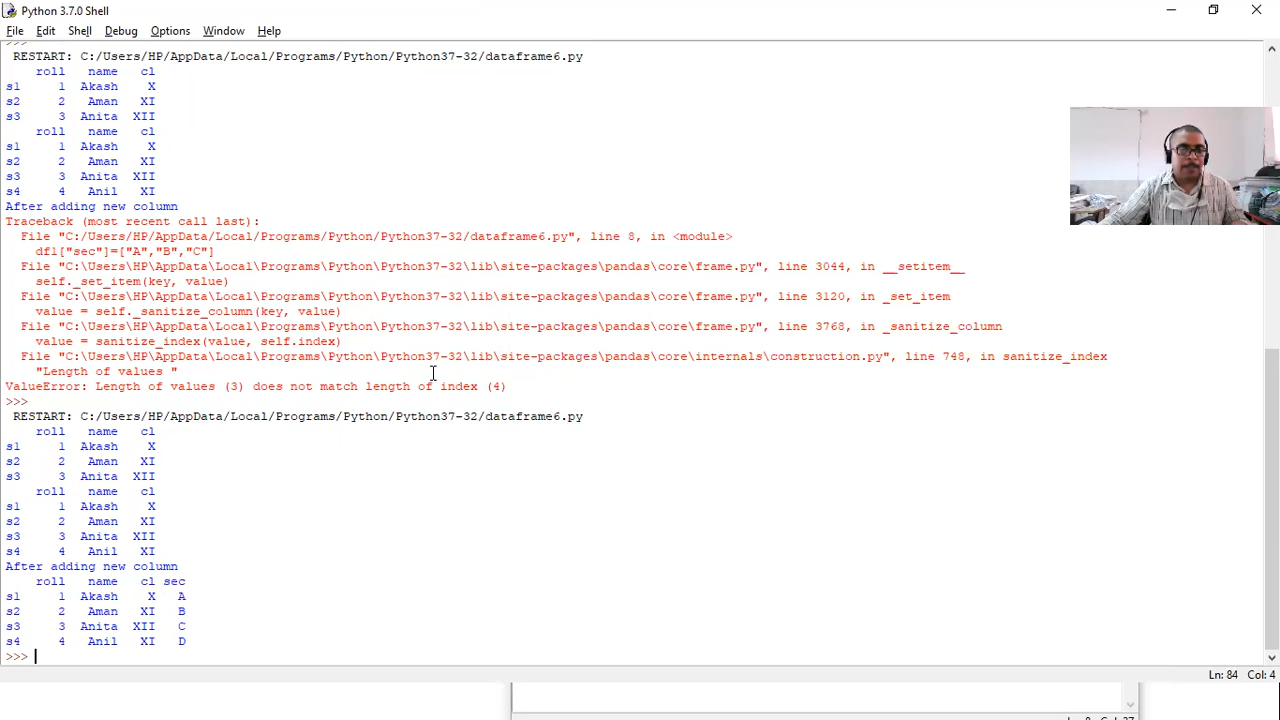 Python 3.7.0 Shell
File Edit Shell Debug Options Window Help
>>>
RESTART: C:/Users/HP/AppData/Local/Programs/Python/Python37-32/dataframe6.py
roll name cl
s1 1 Akash X
s2 2 Aman XI
s3 3 Anita XII
roll name cl
s1 1 Akash X
s2 2 Aman XI
s3 3 Anita XII
s4 4 Anil XI
After adding new column
Traceback (most recent call last):
File "C:/Users/HP/AppData/Local/Programs/Python/Python37-32/dataframe6.py", line 8, in <module>
df1["sec"]=["A","B","C"]
File "C:\Users\HP\AppData\Local\Programs\Python\Python37-32\lib\site-packages\pandas\core\frame.py", line 3044, in __setitem__
self._set_item(key, value)
File "C:\Users\HP\AppData\Local\Programs\Python\Python37-32\lib\site-packages\pandas\core\frame.py", line 3120, in _set_item
value = self._sanitize_column(key, value)
File "C:\Users\HP\AppData\Local\Programs\Python\Python37-32\lib\site-packages\pandas\core\frame.py", line 3768, in _sanitize_column
value = sanitize_index(value, self.index)
File "C:\Users\HP\AppData\Local\Programs\Python\Python37-32\lib\site-packages\pandas\core\internals\construction.py", line 748, in sanitize_index
"Length of values "
ValueError: Length of values (3) does not match length of index (4)
>>>
RESTART: C:/Users/HP/AppData/Local/Programs/Python/Python37-32/dataframe6.py
roll name cl
s1 1 Akash X
s2 2 Aman XI
s3 3 Anita XII
roll name cl
s1 1 Akash X
s2 2 Aman XI
s3 3 Anita XII
s4 4 Anil XI
After adding new column
roll name cl sec
s1 1 Akash X A
s2 2 Aman XI B
s3 3 Anita XII C
s4 4 Anil XI D
>>>
Ln: 84 Col: 4